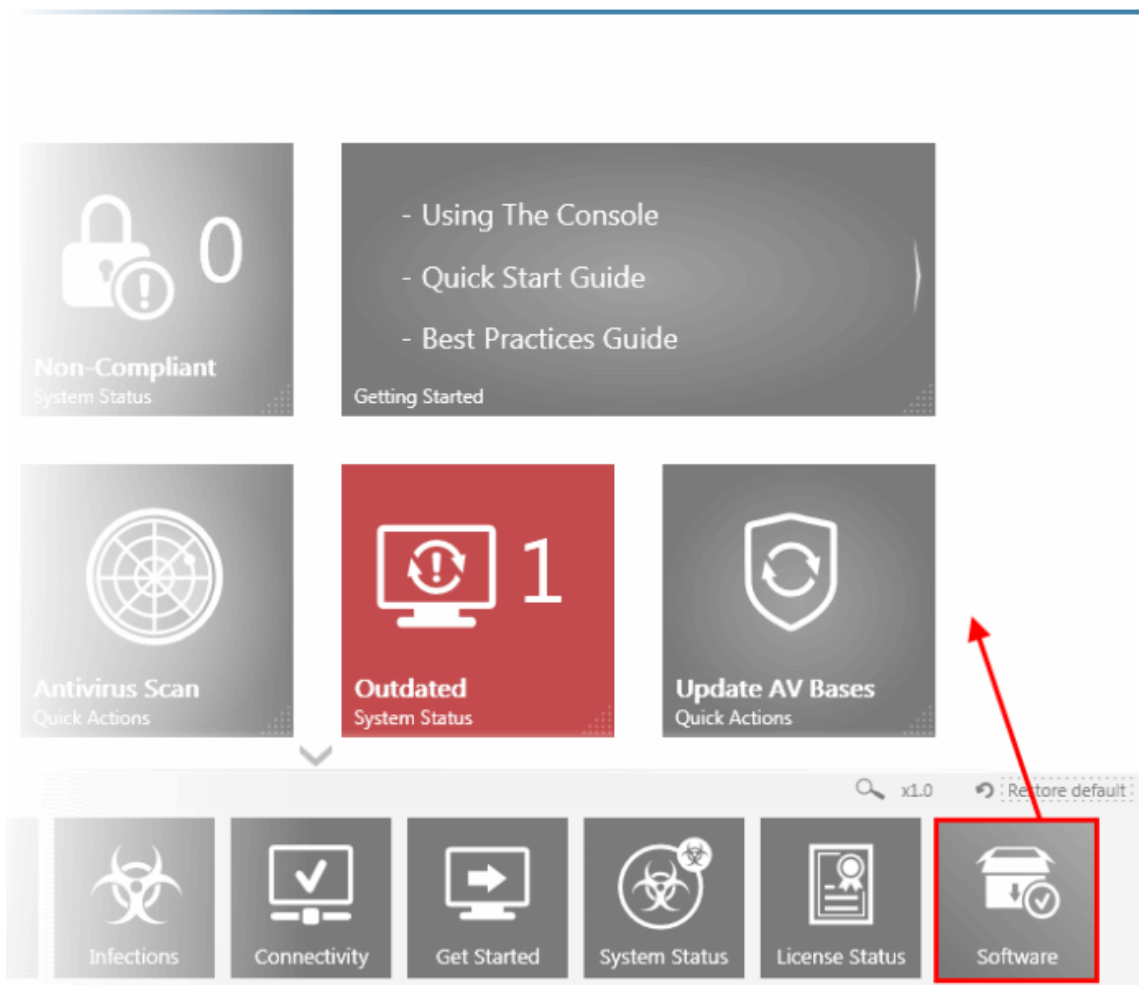 0
Non-Compliant
System Status
- Using The Console
- Quick Start Guide
- Best Practices Guide
Getting Started
Antivirus Scan
Quick Actions
1
Outdated
System Status
Update AV Bases
Quick Actions
x1.0
Restore default
Infections
Connectivity
Get Started
System Status
License Status
Software